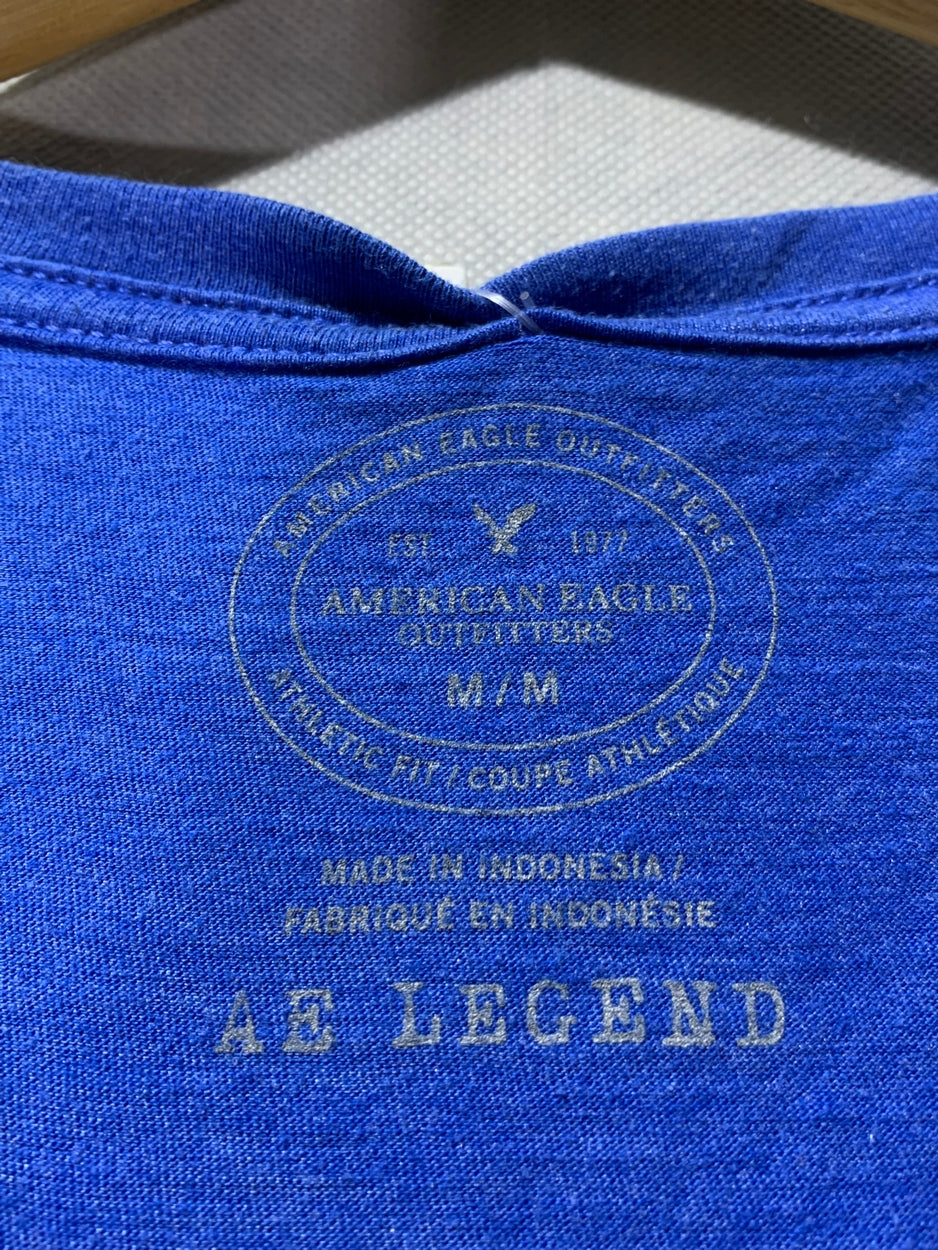 AMERICAN EAGLE OUTFITTERS
EST. 1977
AMERICAN EAGLE
OUTFITTERS
M/M
ATHLETIC FIT / COUPE ATHLÉTIQUE
MADE IN INDONESIA /
FABRIQUÉ EN INDONÉSIE
AE LEGEND